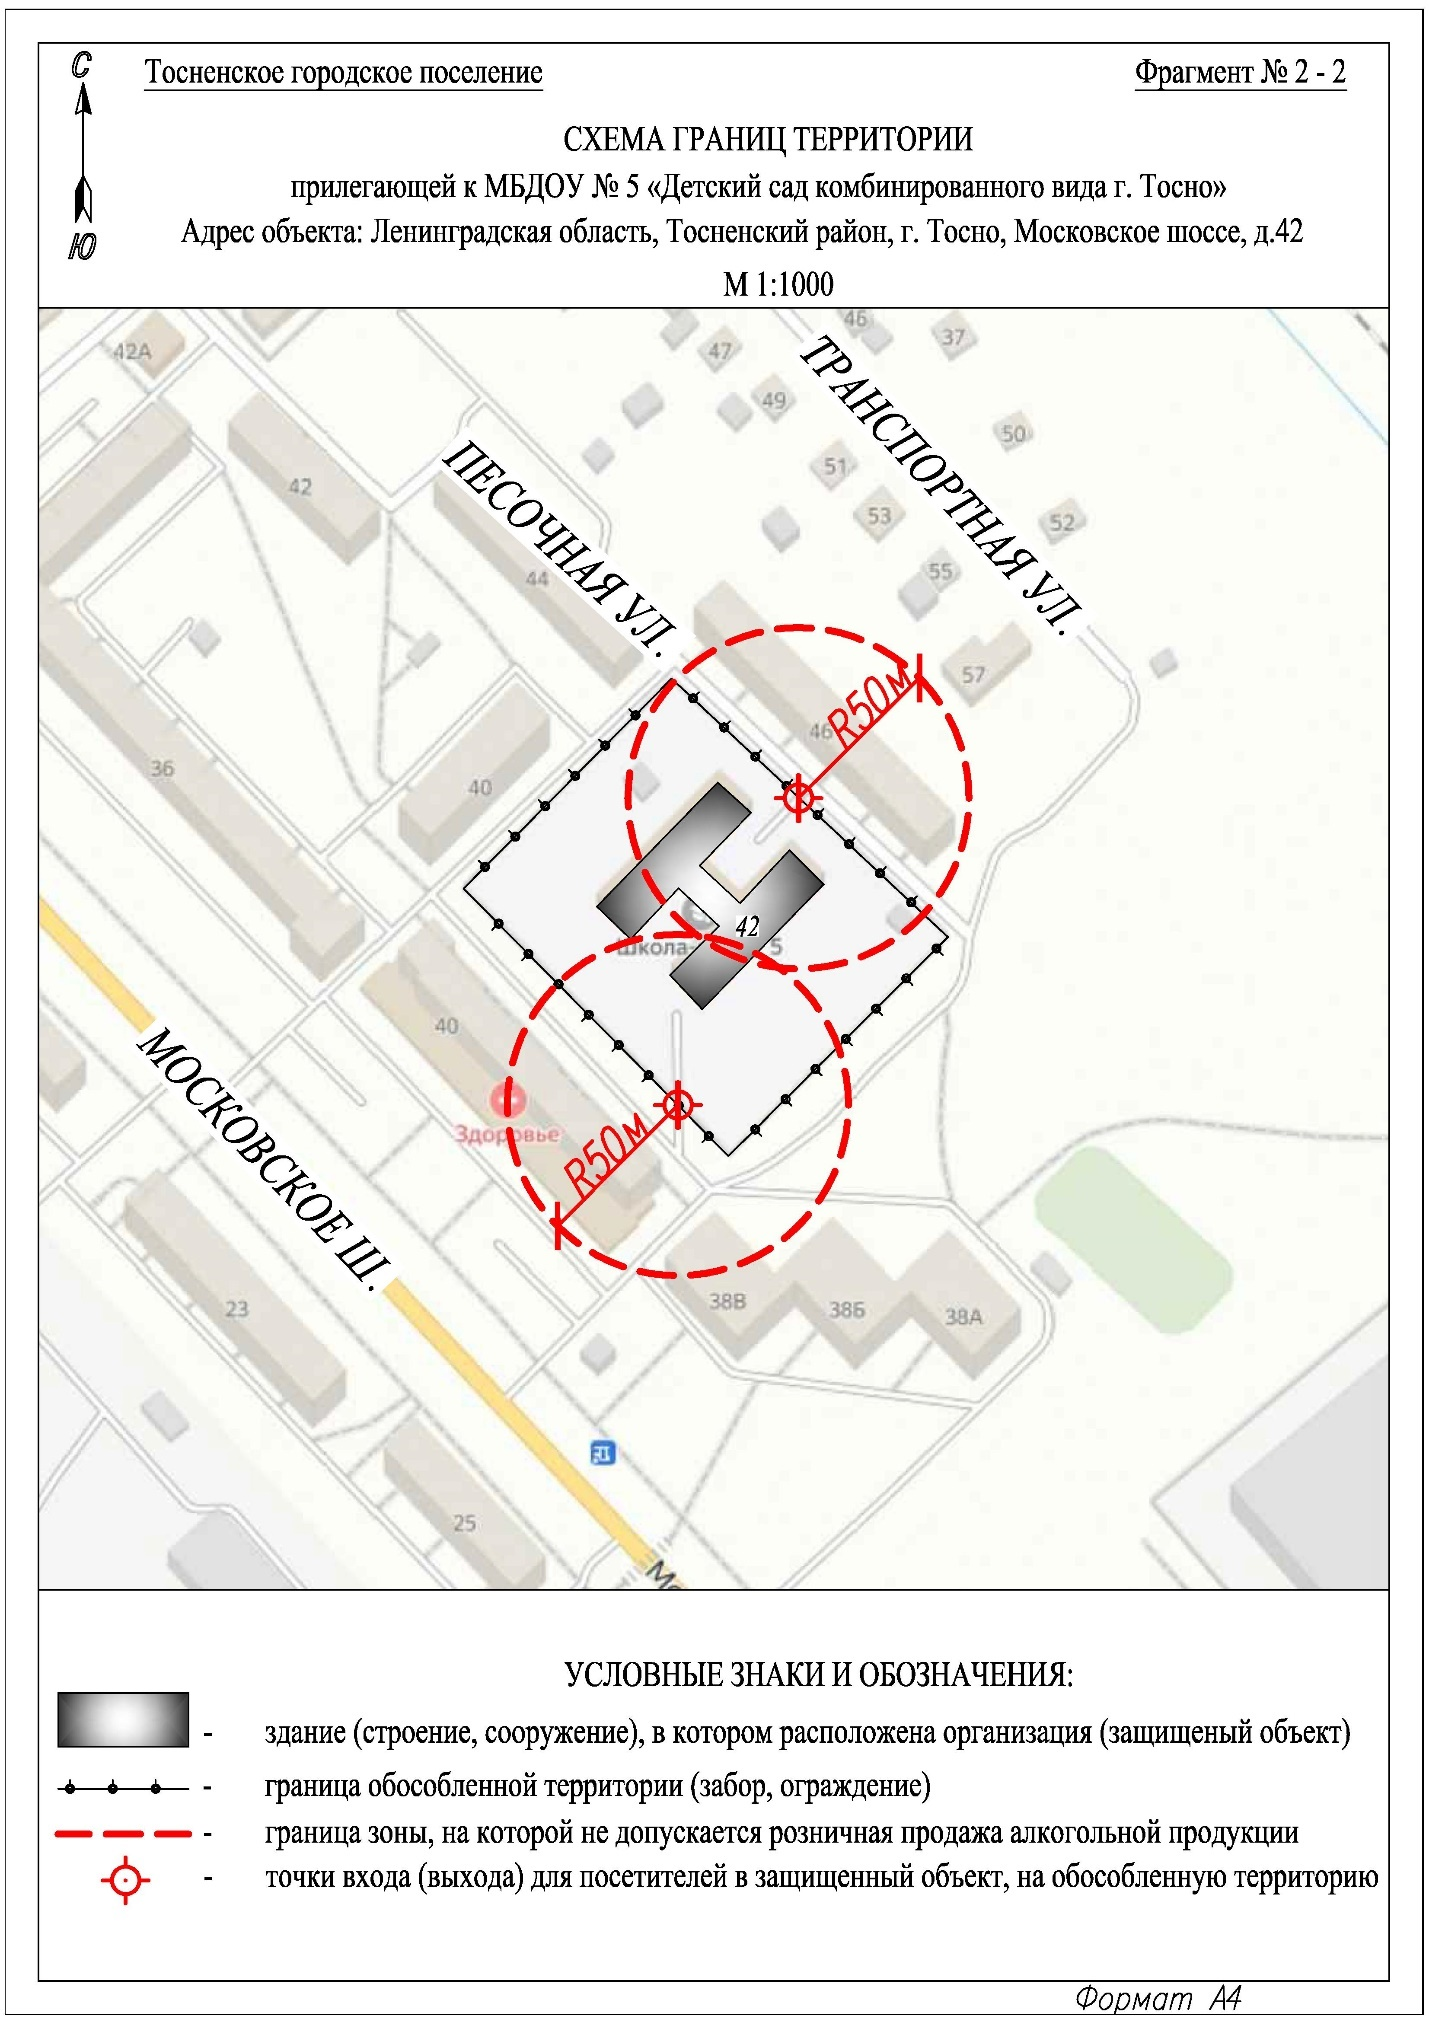 С
Тосненское городское поселение
Фрагмент № 2 - 2
СХЕМА ГРАНИЦ ТЕРРИТОРИИ
прилегающей к МБДОУ № 5 «Детский сад комбинированного вида г. Тосно»
Адрес объекта: Ленинградская область, Тосненский район, г. Тосно, Московское шоссе, д.42
Ю
М 1:1000
46
37
42А
47
ТРАНСПОРТНАЯ УЛ.
49
50
51
42
ПЕСОЧНАЯ УЛ.
53
52
44
55
57
R50м
46
36
40
42
Школа- 5
40
МОСКОВСКОЕ Ш.
Здоровье
R50м
38В
38Б
38А
23
25
Мо
УСЛОВНЫЕ ЗНАКИ И ОБОЗНАЧЕНИЯ:
- здание (строение, сооружение), в котором расположена организация (защищеный объект)
- граница обособленной территории (забор, ограждение)
- граница зоны, на которой не допускается розничная продажа алкогольной продукции
- точки входа (выхода) для посетителей в защищенный объект, на обособленную территорию
Формат А4